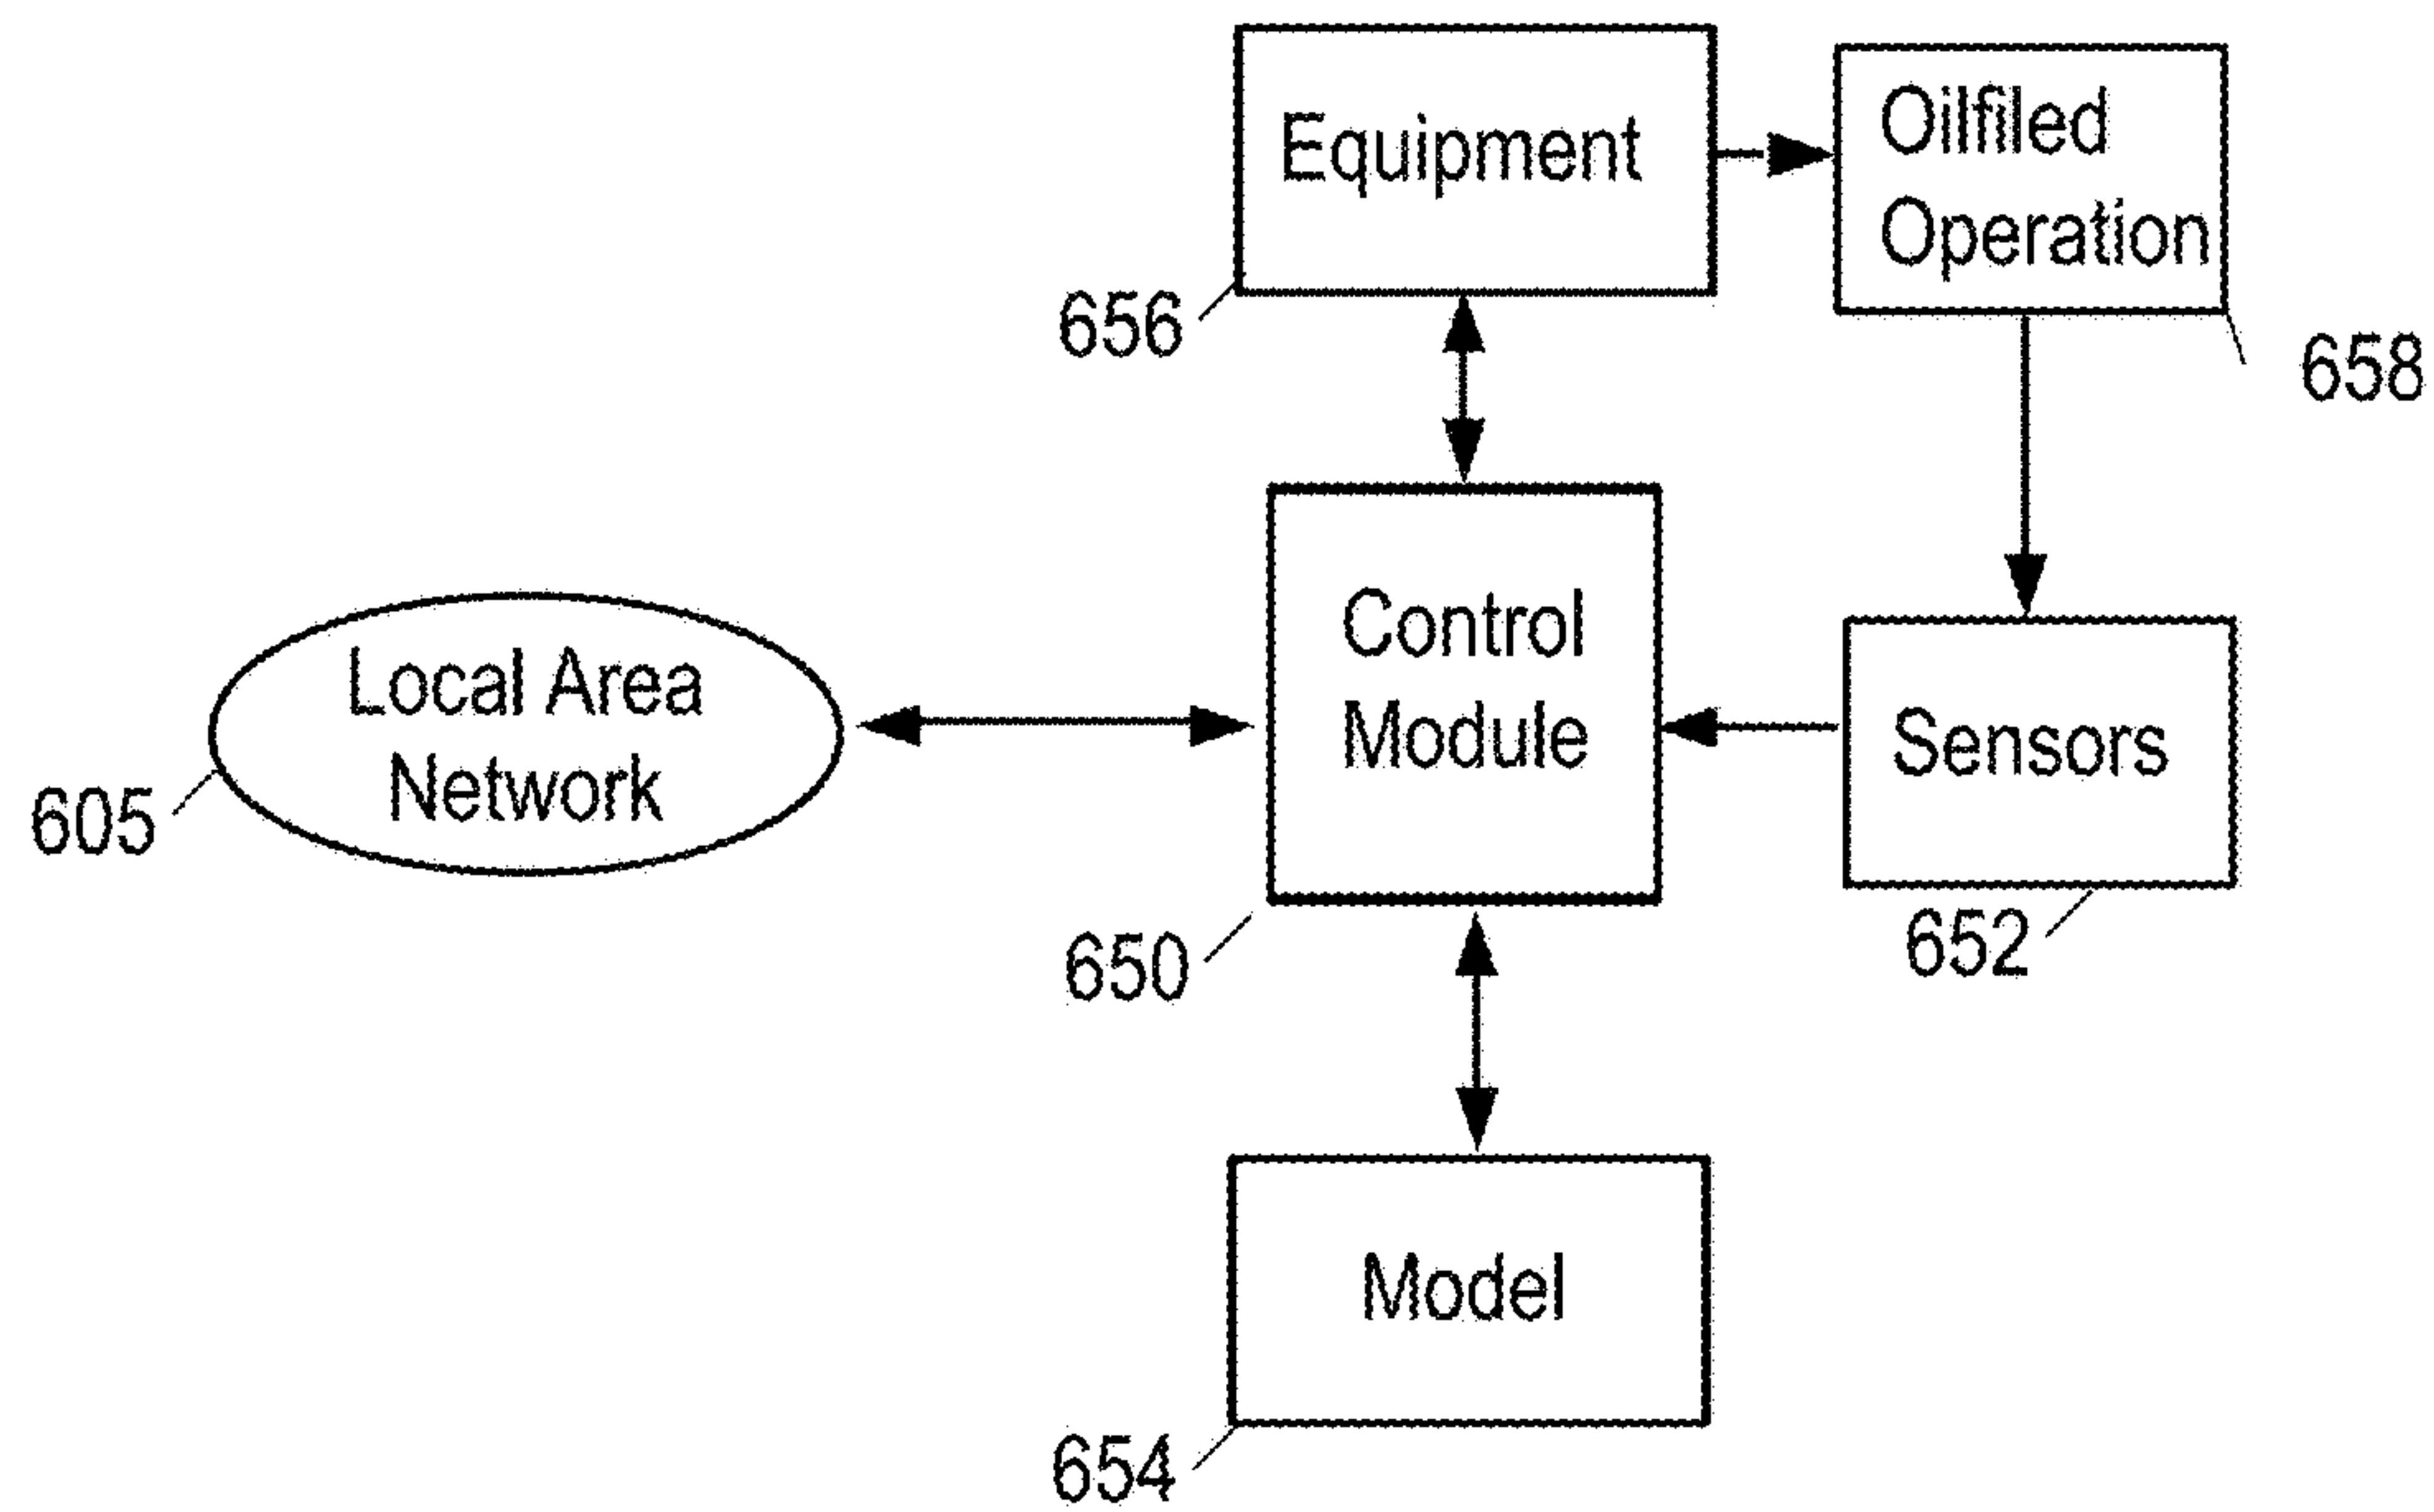 Equipment
656
Oilfiled
Operation
658
Local Area
Network
605
Control
Module
650
Sensors
652
Model
654